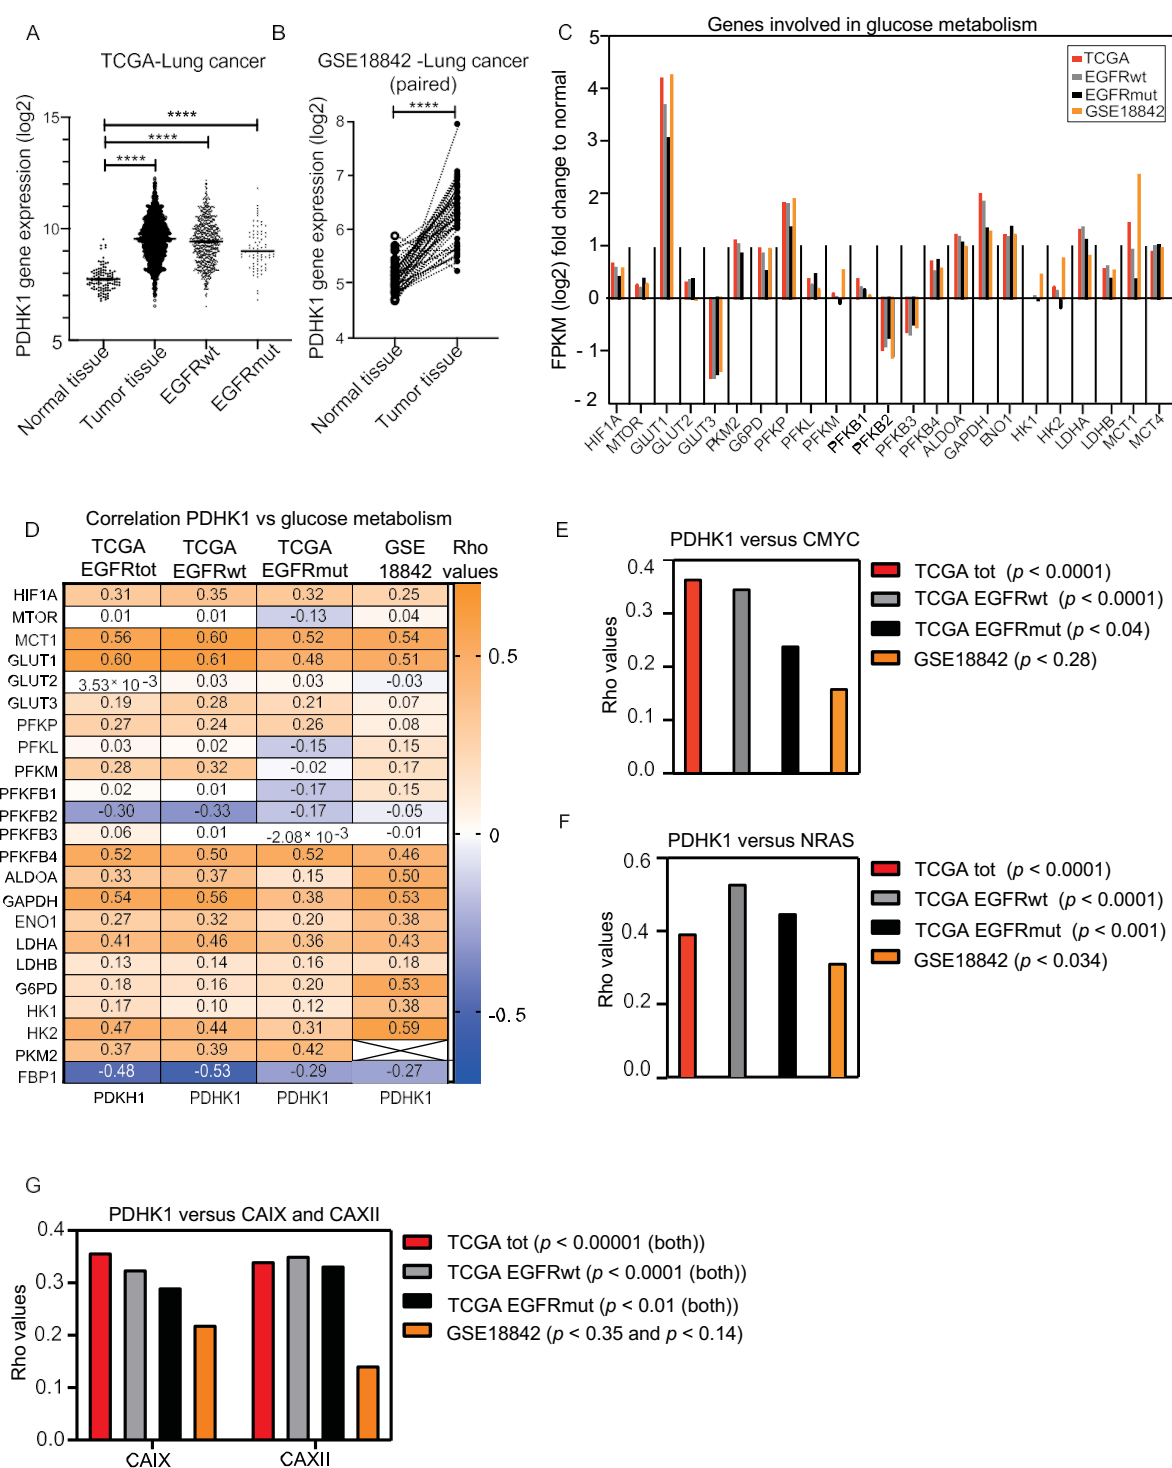 A
TCGA-Lung cancer
PDHK1 gene expression (log2)
15
10
5
****
****
****
Normal tissue
Tumor tissue
EGFRwt
EGFRmut
B
GSE18842 -Lung cancer
(paired)
PDHK1 gene expression (log2)
8
7
6
5
4
****
Normal tissue
Tumor tissue
C
Genes involved in glucose metabolism
FPKM (log2) fold change to normal
5
4
3
2
1
0
- 1
- 2
TCGA
EGFRwt
EGFRmut
GSE18842
HIF1A
MTOR
GLUT1
GLUT2
GLUT3
PKM2
G6PD
PFKP
PFKL
PFKM
PFKB1
PFKB2
PFKB3
PFKB4
ALDOA
GAPDH
ENO1
HK1
HK2
LDHA
LDHB
MCT1
MCT4
D
Correlation PDHK1 vs glucose metabolism
TCGA TCGA TCGA GSE Rho
EGFRtot EGFRwt EGFRmut 18842 values
HIF1A 0.31 0.35 0.32 0.25
MTOR 0.01 0.01 -0.13 0.04
MCT1 0.56 0.60 0.52 0.54
GLUT1 0.60 0.61 0.48 0.51
GLUT2 3.53× 10 -3 0.03 0.03 -0.03
GLUT3 0.19 0.28 0.21 0.07
PFKP 0.27 0.24 0.26 0.08
PFKL 0.03 0.02 -0.15 0.15
PFKM 0.28 0.32 -0.02 0.17
PFKFB1 0.02 0.01 -0.17 0.15
PFKFB2 -0.30 -0.33 -0.17 -0.05
PFKFB3 0.06 0.01 -2.08× 10 -3 -0.01
PFKFB4 0.52 0.50 0.52 0.46
ALDOA 0.33 0.37 0.15 0.50
GAPDH 0.54 0.56 0.38 0.53
ENO1 0.27 0.32 0.20 0.38
LDHA 0.41 0.46 0.36 0.43
LDHB 0.13 0.14 0.16 0.18
G6PD 0.18 0.16 0.20 0.53
HK1 0.17 0.10 0.12 0.38
HK2 0.47 0.44 0.31 0.59
PKM2 0.37 0.39 0.42
FBP1 -0.48 -0.53 -0.29 -0.27
PDKH1 PDHK1 PDHK1 PDHK1
0.5
0
-0.5
E
PDHK1 versus CMYC
Rho values
0.4
0.3
0.2
0.1
0.0
TCGA tot (p < 0.0001)
TCGA EGFRwt (p < 0.0001)
TCGA EGFRmut (p < 0.04)
GSE18842 (p < 0.28)
F
PDHK1 versus NRAS
Rho values
0.6
0.4
0.2
0.0
TCGA tot (p < 0.0001)
TCGA EGFRwt (p < 0.0001)
TCGA EGFRmut (p < 0.001)
GSE18842 (p < 0.034)
G
PDHK1 versus CAIX and CAXII
Rho values
0.4
0.3
0.2
0.1
0.0
CAIX
CAXII
TCGA tot (p < 0.00001 (both))
TCGA EGFRwt (p < 0.0001 (both))
TCGA EGFRmut (p < 0.01 (both))
GSE18842 (p < 0.35 and p < 0.14)